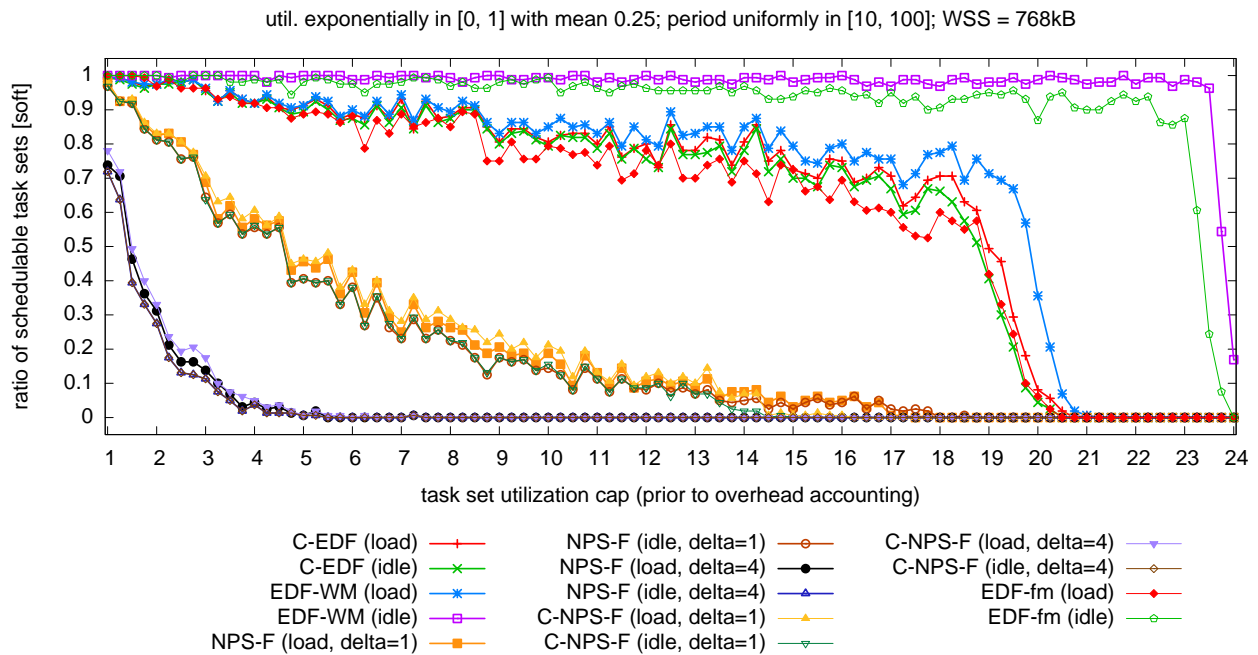 util. exponentially in [0, 1] with mean 0.25; period uniformly in [10, 100]; WSS = 768kB
ratio of schedulable task sets [soft]
1
0.9
0.8
0.7
0.6
0.5
0.4
0.3
0.2
0.1
0
1 2 3 4 5 6 7 8 9 10 11 12 13 14 15 16 17 18 19 20 21 22 23 24
task set utilization cap (prior to overhead accounting)
C-EDF (load)
C-EDF (idle)
EDF-WM (load)
EDF-WM (idle)
NPS-F (load, delta=1)
NPS-F (idle, delta=1)
NPS-F (load, delta=4)
NPS-F (idle, delta=4)
C-NPS-F (load, delta=1)
C-NPS-F (idle, delta=1)
C-NPS-F (load, delta=4)
C-NPS-F (idle, delta=4)
EDF-fm (load)
EDF-fm (idle)